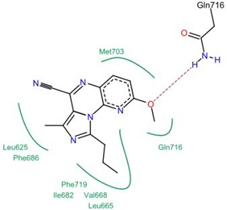 Gln716
O
N
H
H
Met703
N
N
O
N
N
Gln716
Leu625
Phe686
Phe719
Ile682 Val668
Leu665